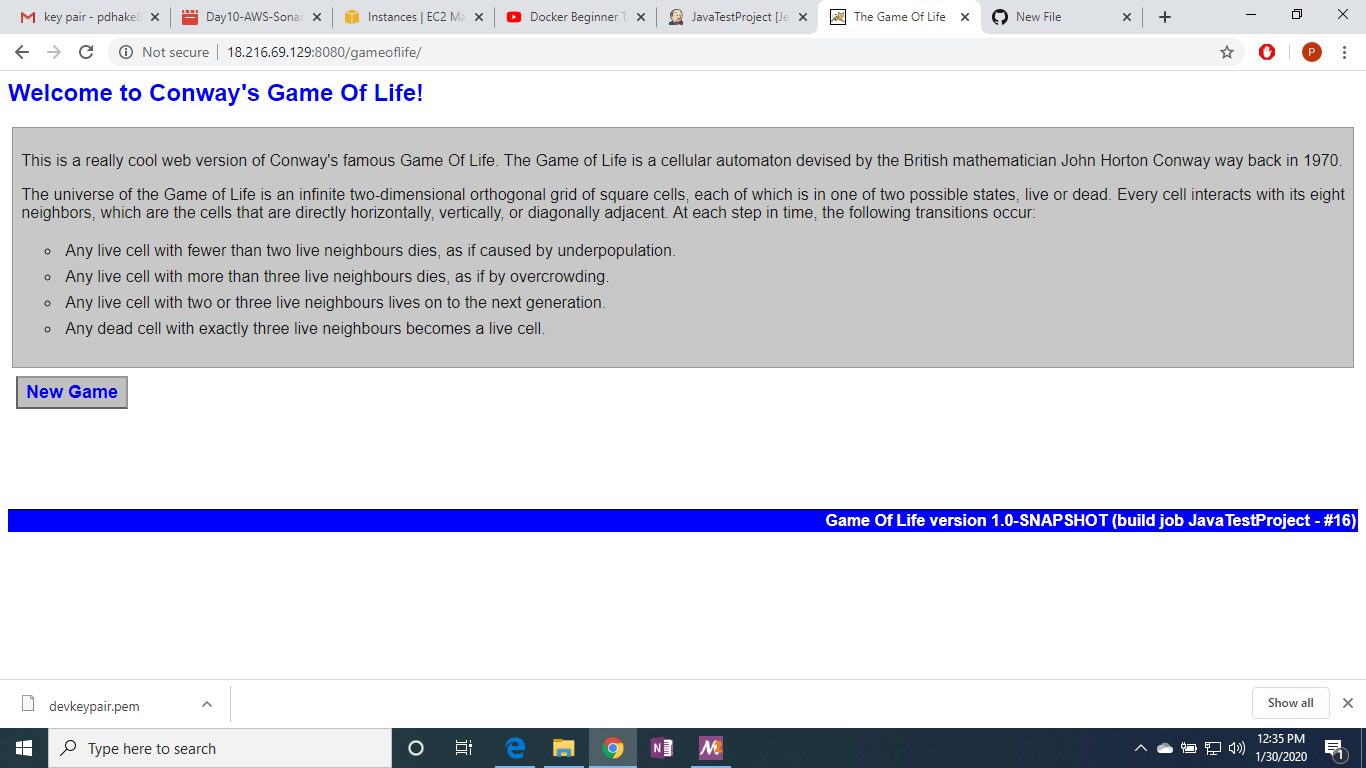 key pair - pdhake8
Day10-AWS-Sonar
Instances | EC2 Ma
Docker Beginner T
JavaTestProject [Je
The Game Of Life
New File
Not secure
18.216.69.129:8080/gameoflife/
P
Welcome to Conway's Game Of Life!
This is a really cool web version of Conway's famous Game Of Life. The Game of Life is a cellular automaton devised by the British mathematician John Horton Conway way back in 1970.
The universe of the Game of Life is an infinite two-dimensional orthogonal grid of square cells, each of which is in one of two possible states, live or dead. Every cell interacts with its eight
neighbors, which are the cells that are directly horizontally, vertically, or diagonally adjacent. At each step in time, the following transitions occur:
Any live cell with fewer than two live neighbours dies, as if caused by underpopulation.
Any live cell with more than three live neighbours dies, as if by overcrowding.
Any live cell with two or three live neighbours lives on to the next generation.
Any dead cell with exactly three live neighbours becomes a live cell.
New Game
Game Of Life version 1.0-SNAPSHOT (build job JavaTestProject - #16)
devkeypair.pem
Show all
Type here to search
12:35 PM
1/30/2020
1